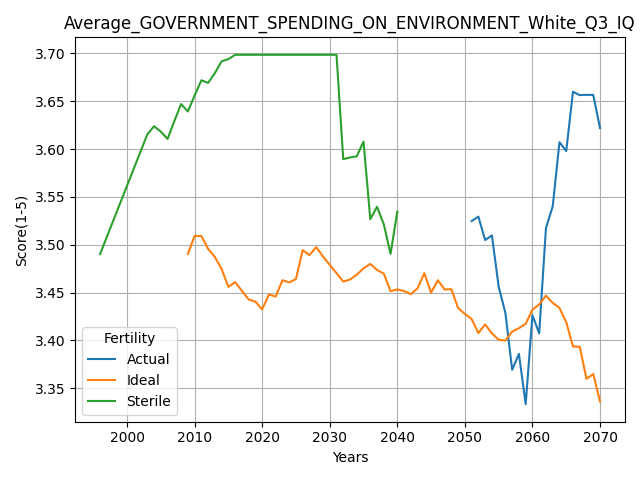 Average_GOVERNMENT_SPENDING_ON_ENVIRONMENT_White_Q3_IQ
3.70
3.65
3.60
3.55
3.50
3.45
3.40
3.35
Score(1-5)
Fertility
Actual
Ideal
Sterile
2000 2010 2020 2030 2040 2050 2060 2070
Years